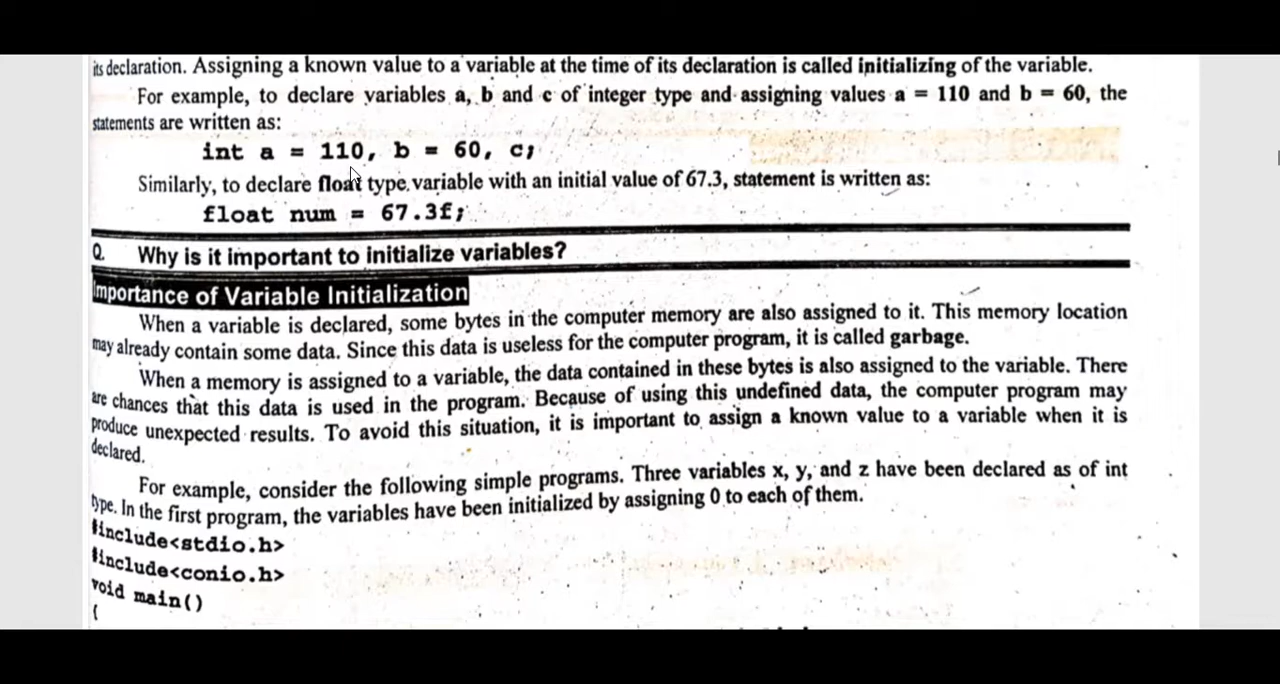 its declaration. Assigning a known value to a variable at the time of its declaration is called initializing of the variable.
For example, to declare variables a, b and c of integer type and assigning values a = 110 and b = 60, the
statements are written as:
int a = 110, b = 60, c;
Similarly, to declare float type variable with an initial value of 67.3, statement is written as:
float num = 67.3f;
Q. Why is it important to initialize variables?
Importance of Variable Initialization
When a variable is declared, some bytes in the computer memory are also assigned to it. This memory location
may already contain some data. Since this data is useless for the computer program, it is called garbage.
When a memory is assigned to a variable, the data contained in these bytes is also assigned to the variable. There
are chances that this data is used in the program. Because of using this undefined data, the computer program may
produce unexpected results. To avoid this situation, it is important to assign a known value to a variable when it is
declared.
For example, consider the following simple programs. Three variables x, y, and z have been declared as of int
type. In the first program, the variables have been initialized by assigning 0 to each of them.
#include<stdio.h>
#include<conio.h>
void main()
{